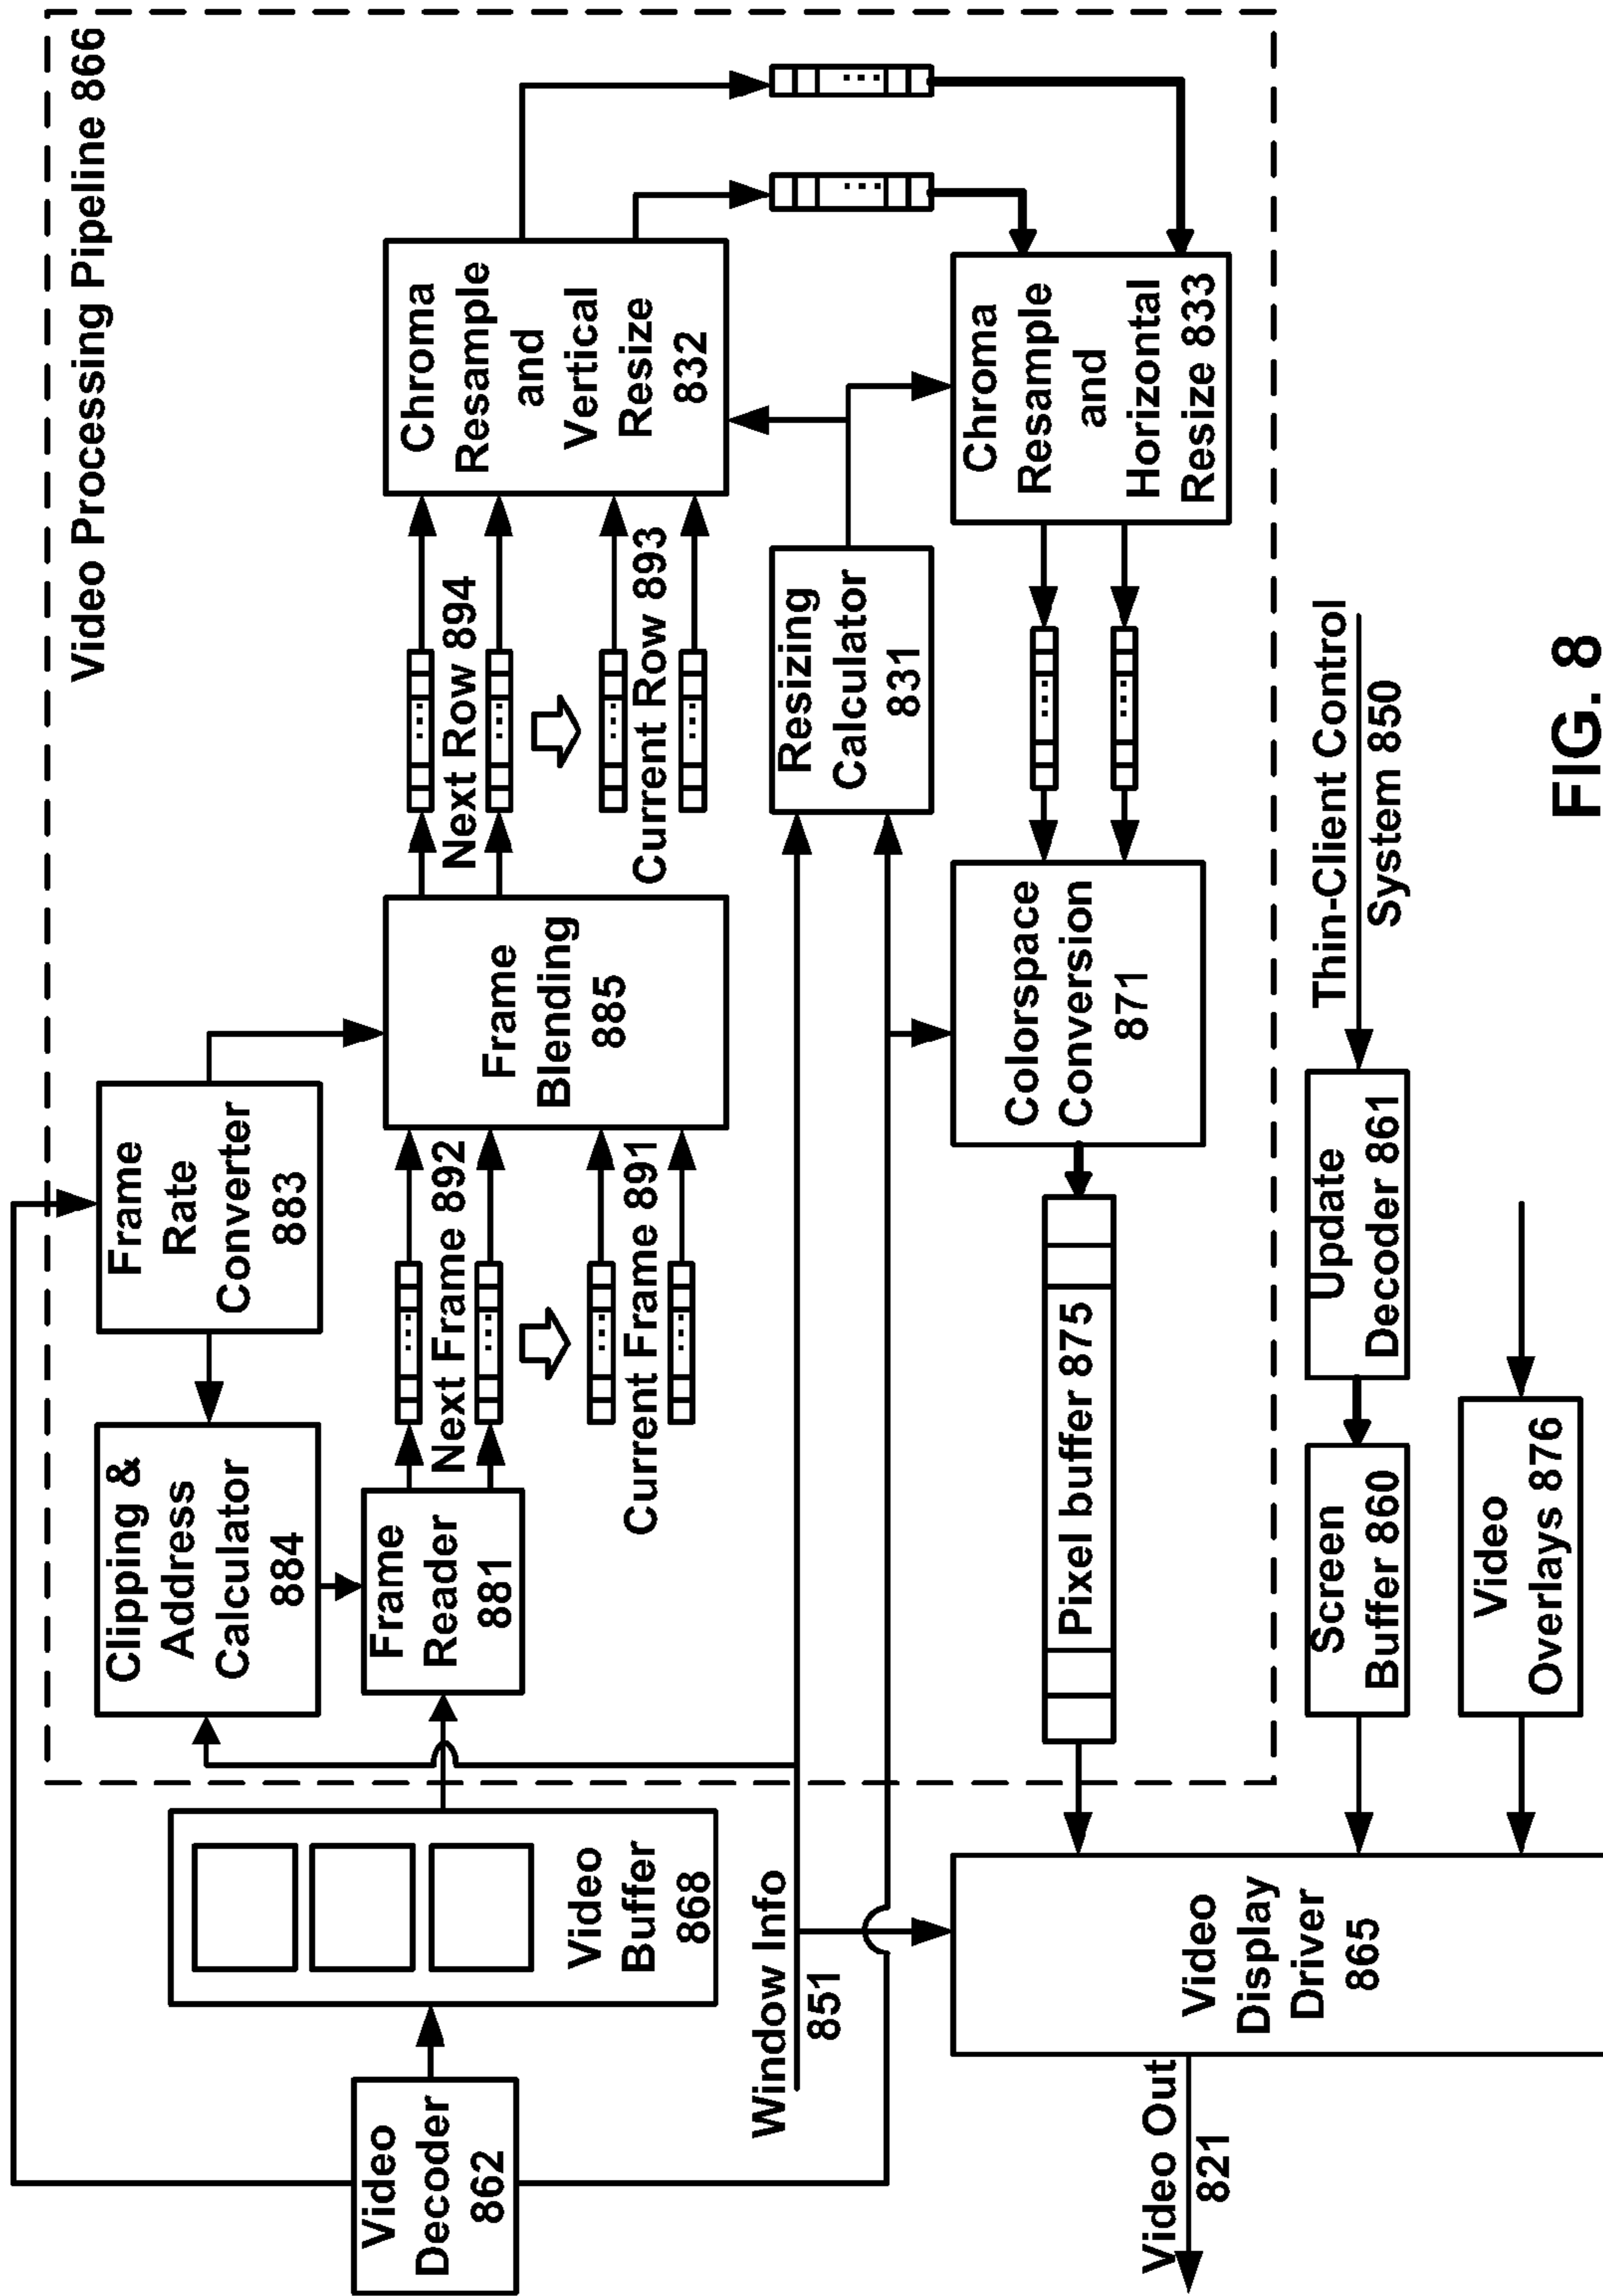 Video Processing Pipeline 866
Frame
Rate
Converter
883
Clipping &
Address
Calculator
884
Frame
Reader
881
Next Frame 892
Current Frame 891
Frame
Blending
885
Next Row 894
Current Row 893
Chroma
Resample
and
Vertical
Resize
832
Video
Decoder
862
Video
Buffer
868
Window Info
851
Resizing
Calculator
831
Chroma
Resample
and
Horizontal
Resize 833
Colorspace
Conversion
871
Pixel buffer 875
Video
Display
Driver
865
Video Out
821
Screen
Buffer 860
Update
Decoder 861
Thin-Client Control
System 850
Video
Overlays 876
FIG. 8